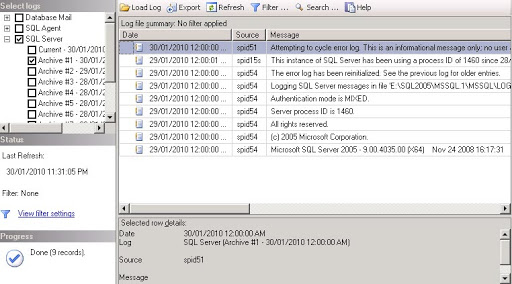 Select logs
Load Log Export Refresh Filter ... Search ... Help
Database Mail
SQL Agent
SQL Server
Current - 30/01/2010
Archive #1 - 30/01/
Archive #2 - 29/01/
Archive #3 - 29/01/
Archive #4 - 29/01/
Archive #5 - 28/01/
Archive #6 - 28/01/
Log file summary: No filter applied
Date Source Message
30/01/2010 12:00:00 ... spid51 Attempting to cycle error log. This is an informational message only; no user a
29/01/2010 12:00:00 ... spid15s This instance of SQL Server has been using a process ID of 1460 since 28/
29/01/2010 12:00:00 ... spid54 The error log has been reinitialized. See the previous log for older entries.
29/01/2010 12:00:00 ... spid54 Logging SQL Server messages in file 'E:\SQL2005\MSSQL.1\MSSQL\LOG
29/01/2010 12:00:00 ... spid54 Authentication mode is MIXED.
29/01/2010 12:00:00 ... spid54 Server process ID is 1460.
29/01/2010 12:00:00 ... spid54 All rights reserved.
29/01/2010 12:00:00 ... spid54 (c) 2005 Microsoft Corporation.
29/01/2010 12:00:00 ... spid54 Microsoft SQL Server 2005 - 9.00.4035.00 (X64) Nov 24 2008 16:17:31
Status
Last Refresh:
30/01/2010 11:31:05 PM
Filter: None
View filter settings
Progress
Done (9 records).
Selected row details:
Date 30/01/2010 12:00:00 AM
Log SQL Server (Archive #1 - 30/01/2010 12:00:00 AM)
Source spid51
Message